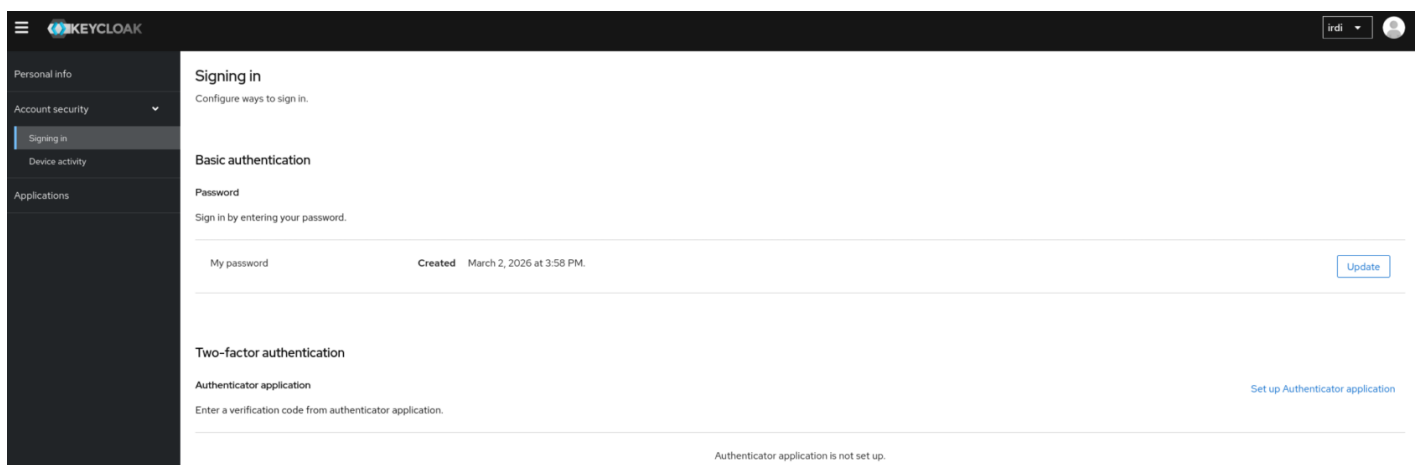 KEYCLOAK
irdi
Personal info
Account security
Signing in
Device activity
Applications
Signing in
Configure ways to sign in.
Basic authentication
Password
Sign in by entering your password.
My password Created March 2, 2026 at 3:58 PM. Update
Two-factor authentication
Authenticator application Set up Authenticator application
Enter a verification code from authenticator application.
Authenticator application is not set up.